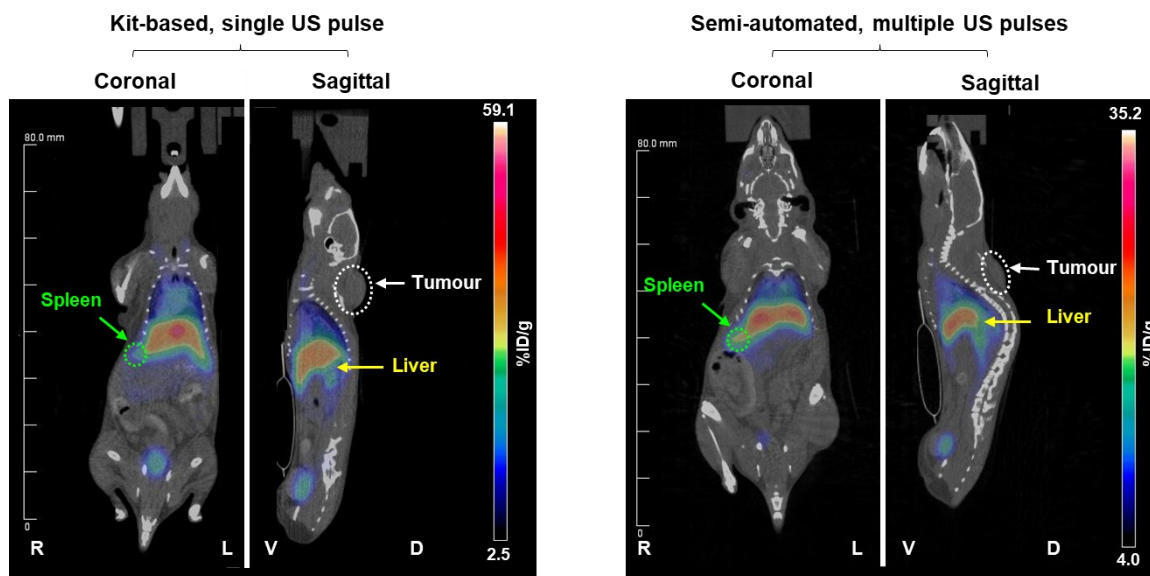 Kit-based, single US pulse
Coronal
Sagittal
59.1
80.0 mm
Spleen
Tumour
Liver
%ID/g
0
R
L
V
D
2.5
Semi-automated, multiple US pulses
Coronal
Sagittal
35.2
80.0 mm
Spleen
Tumour
Liver
%ID/g
0
R
L
V
D
4.0